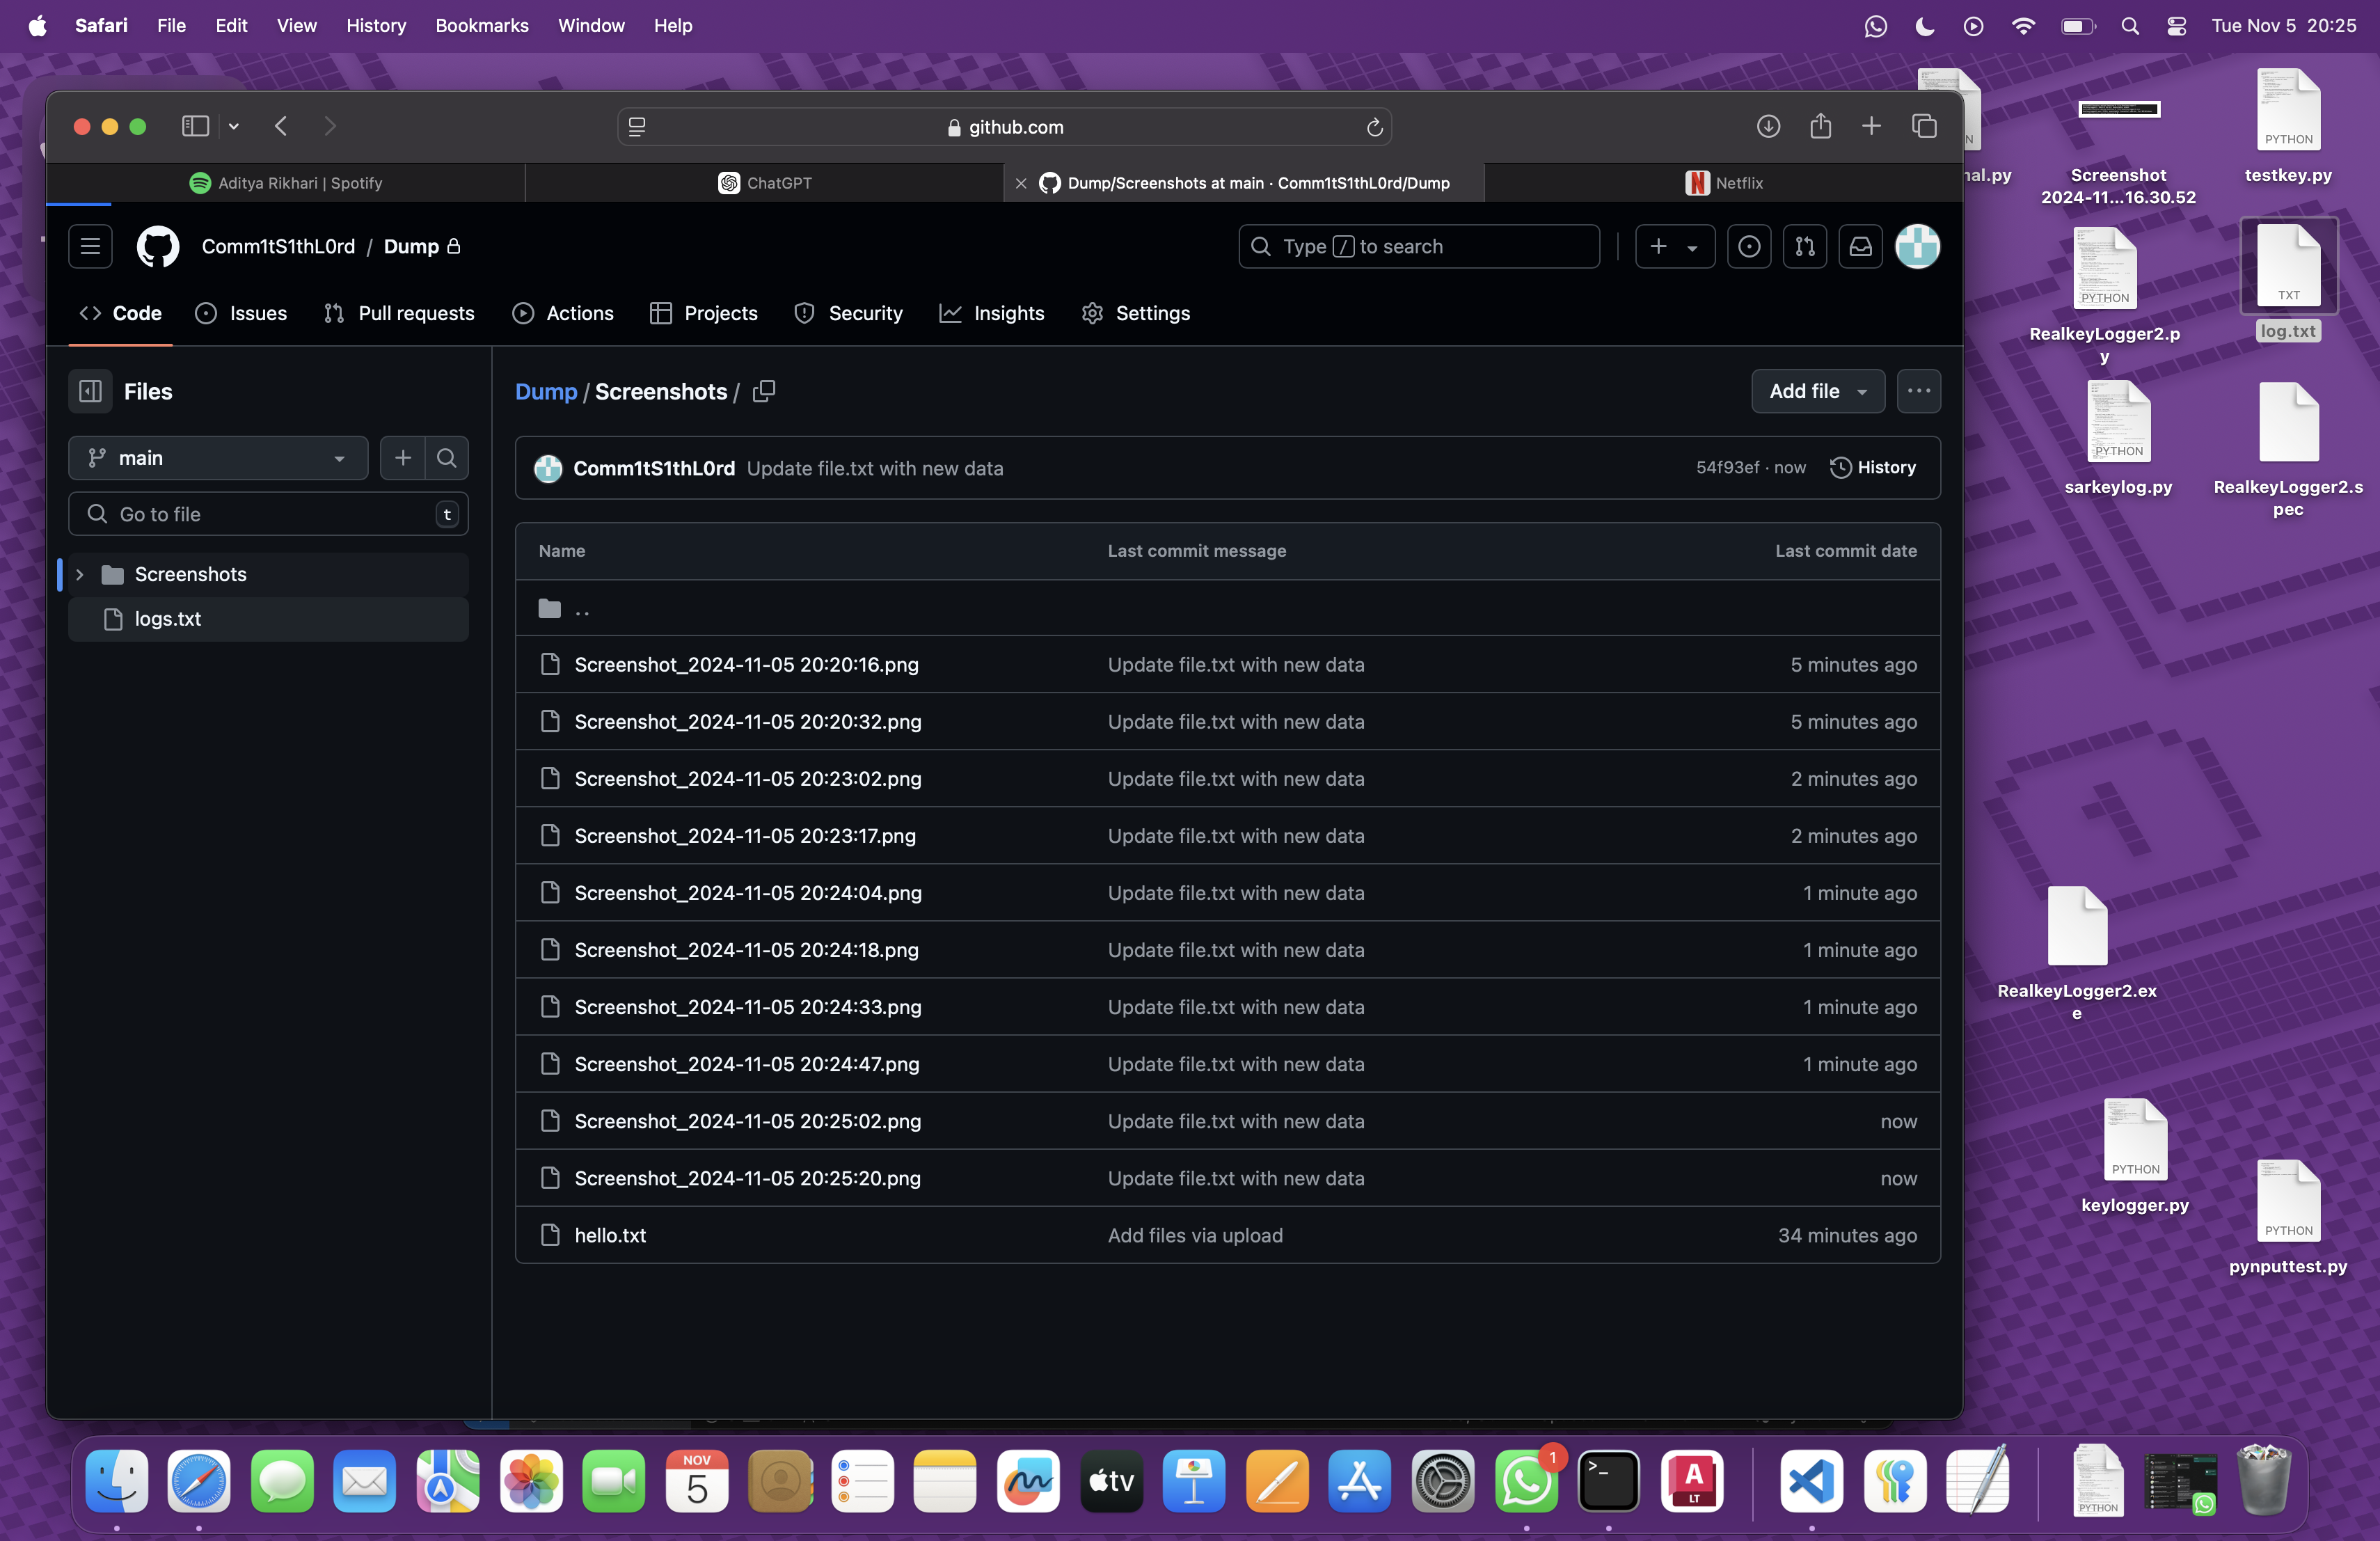 Safari File Edit View History Bookmarks Window Help Tue Nov 5 20:25
github.com
Aditya Rikhari | Spotify
ChatGPT
Dump/Screenshots at main · Comm1tS1thL0rd/Dump
Netflix
Comm1tS1thL0rd / Dump
Type / to search
Code Issues Pull requests Actions Projects Security Insights Settings
Files
main
Go to file t
Screenshots
logs.txt
Dump / Screenshots /
Add file
Comm1tS1thL0rd Update file.txt with new data 54f93ef · now History
Name Last commit message Last commit date
..
Screenshot_2024-11-05 20:20:16.png Update file.txt with new data 5 minutes ago
Screenshot_2024-11-05 20:20:32.png Update file.txt with new data 5 minutes ago
Screenshot_2024-11-05 20:23:02.png Update file.txt with new data 2 minutes ago
Screenshot_2024-11-05 20:23:17.png Update file.txt with new data 2 minutes ago
Screenshot_2024-11-05 20:24:04.png Update file.txt with new data 1 minute ago
Screenshot_2024-11-05 20:24:18.png Update file.txt with new data 1 minute ago
Screenshot_2024-11-05 20:24:33.png Update file.txt with new data 1 minute ago
Screenshot_2024-11-05 20:24:47.png Update file.txt with new data 1 minute ago
Screenshot_2024-11-05 20:25:02.png Update file.txt with new data now
Screenshot_2024-11-05 20:25:20.png Update file.txt with new data now
hello.txt Add files via upload 34 minutes ago
N
nal.py
Screenshot
2024-11...16.30.52
PYTHON
testkey.py
PYTHON
RealkeyLogger2.p
y
TXT
log.txt
PYTHON
sarkeylog.py
RealkeyLogger2.s
pec
RealkeyLogger2.ex
e
PYTHON
keylogger.py
PYTHON
pynputtest.py
NOV
5
tv
1
>_
A
LT
PYTHON